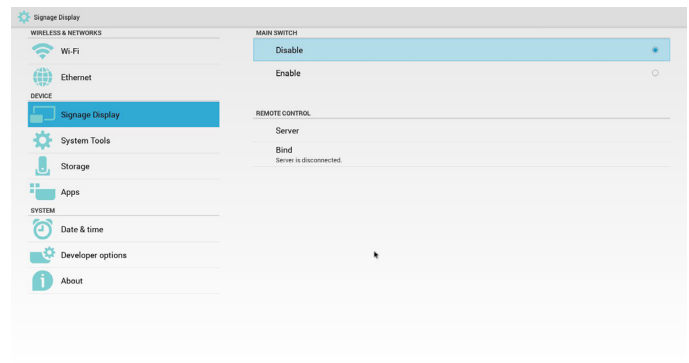 Signage Display
WIRELESS & NETWORKS
Wi-Fi
Ethernet
DEVICE
Signage Display
System Tools
Storage
Apps
SYSTEM
Date & time
Developer options
About
MAIN SWITCH
Disable
Enable
REMOTE CONTROL
Server
Bind
Server is disconnected.